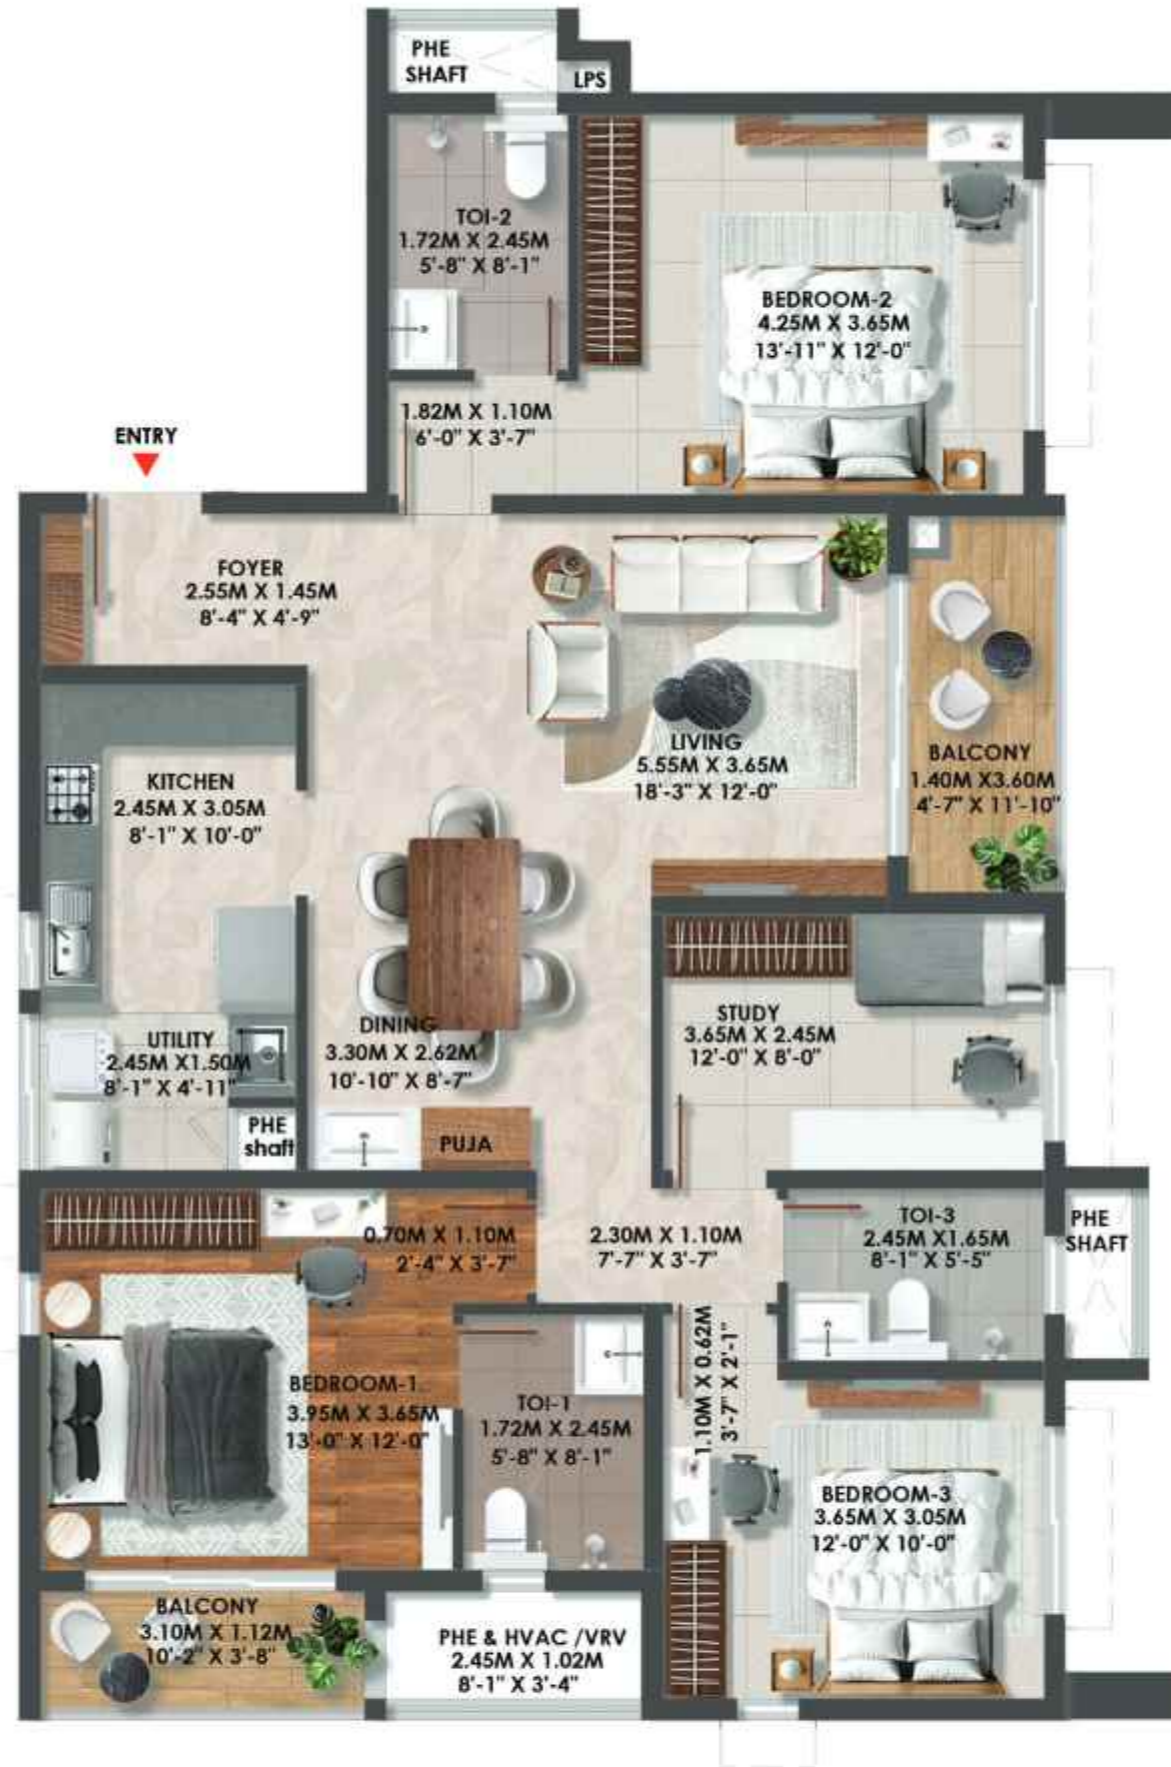 PHE
SHAFT
LPS
TOI-2
1.72M X 2.45M
5'-8" X 8'-1"
BEDROOM-2
4.25M X 3.65M
13'-11" X 12'-0"
1.82M X 1.10M
6'-0" X 3'-7"
ENTRY
FOYER
2.55M X 1.45M
8'-4" X 4'-9"
LIVING
5.55M X 3.65M
18'-3" X 12'-0"
BALCONY
1.40M X3.60M
4'-7" X 11'-10"
KITCHEN
2.45M X 3.05M
8'-1" X 10'-0"
DINING
3.30M X 2.62M
10'-10" X 8'-7"
STUDY
3.65M X 2.45M
12'-0" X 8'-0"
UTILITY
2.45M X1.50M
8'-1" X 4'-11"
PHE
shaft
PUJA
0.70M X 1.10M
2'-4" X 3'-7"
2.30M X 1.10M
7'-7" X 3'-7"
TOI-3
2.45M X1.65M
8'-1" X 5'-5"
PHE
SHAFT
1.10M X 0.62M
3'-7" X 2'-1"
BEDROOM-1
3.95M X 3.65M
13'-0" X 12'-0"
TOI-1
1.72M X 2.45M
5'-8" X 8'-1"
BEDROOM-3
3.65M X 3.05M
12'-0" X 10'-0"
BALCONY
3.10M X 1.12M
10'-2" X 3'-8"
PHE & HVAC /VRV
2.45M X 1.02M
8'-1" X 3'-4"